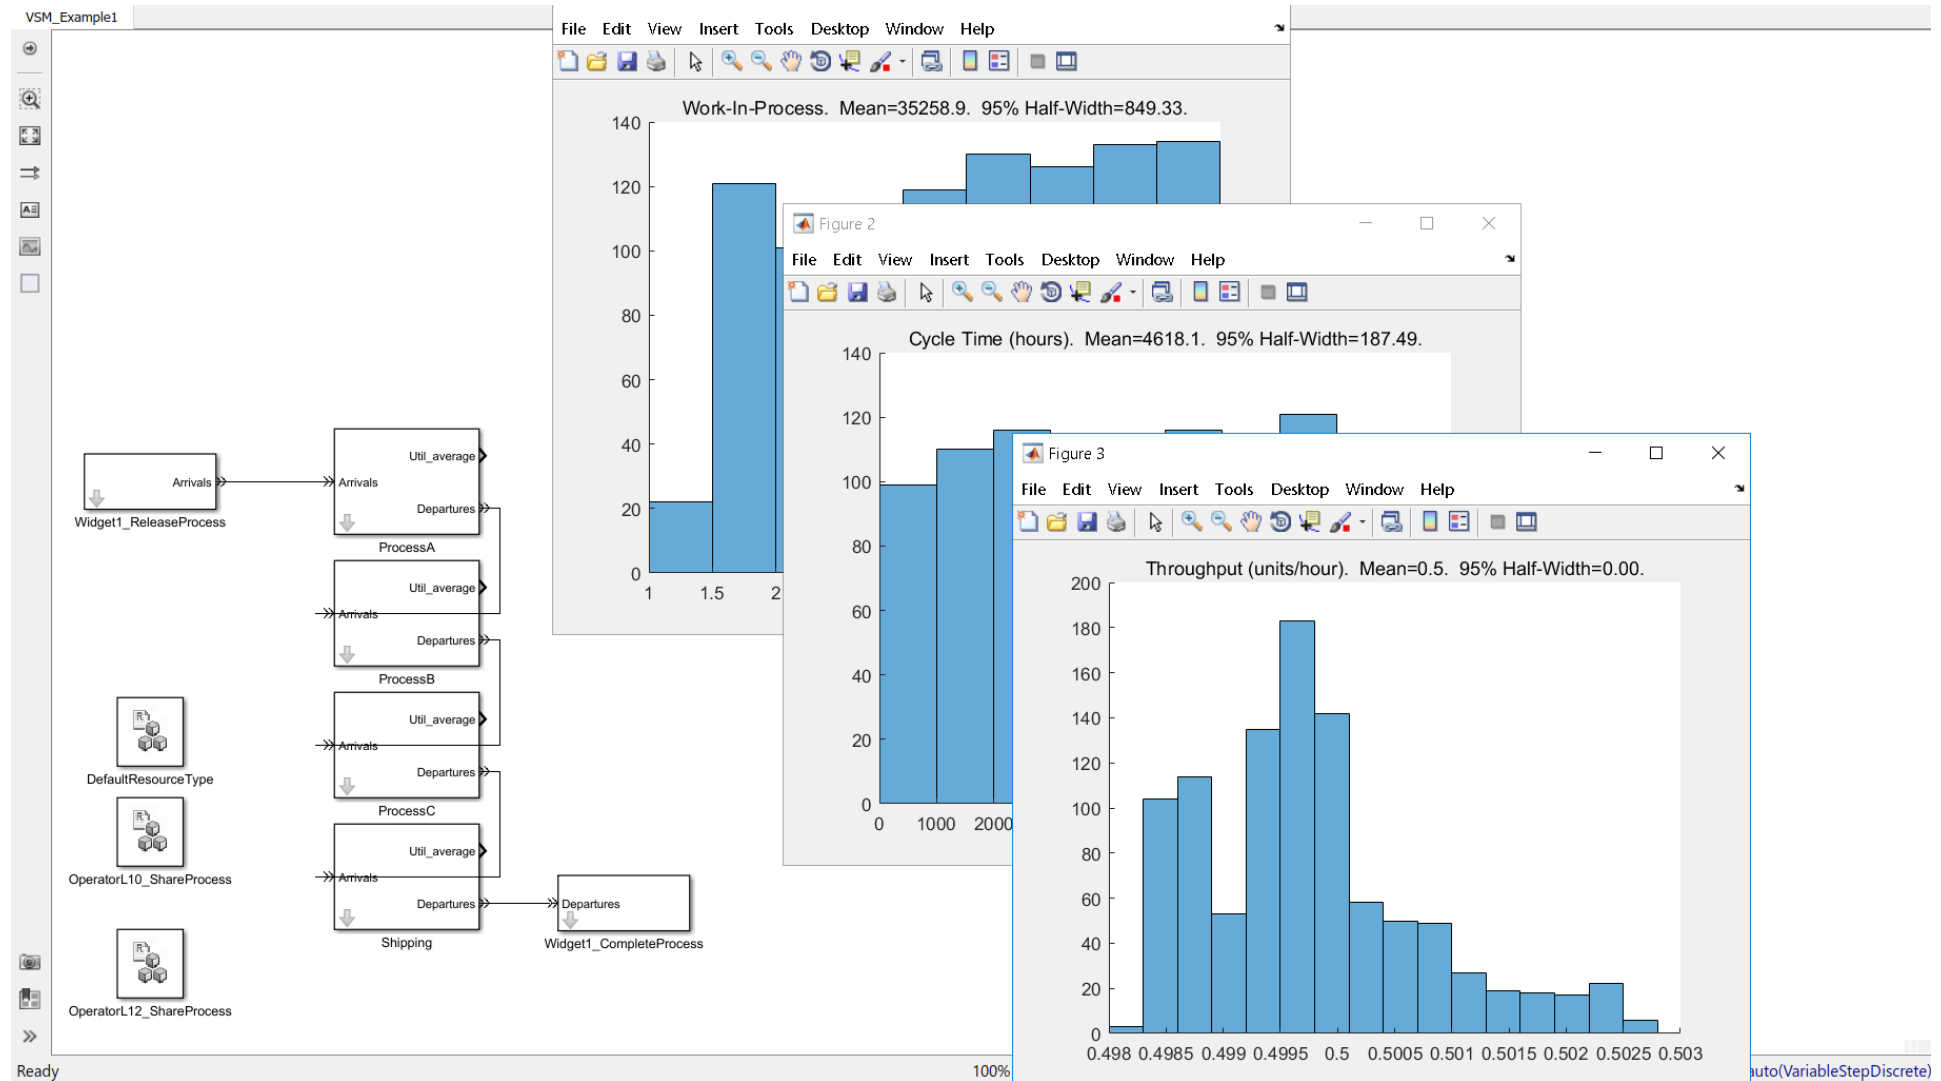 VSM_Example1
File Edit View Insert Tools Desktop Window Help
Work-In-Process. Mean=35258.9. 95% Half-Width=849.33.
140
120
100
80
60
40
20
0
1 1.5 2
Figure 2
File Edit View Insert Tools Desktop Window Help
Cycle Time (hours). Mean=4618.1. 95% Half-Width=187.49.
140
120
100
80
60
40
20
0
0 1000 2000
Figure 3
File Edit View Insert Tools Desktop Window Help
Throughput (units/hour). Mean=0.5. 95% Half-Width=0.00.
200
180
160
140
120
100
80
60
40
20
0
0.498 0.4985 0.499 0.4995 0.5 0.5005 0.501 0.5015 0.502 0.5025 0.503
Arrivals
Widget1_ReleaseProcess
Util_average
Arrivals
Departures
ProcessA
Util_average
Arrivals
Departures
ProcessB
Util_average
Arrivals
Departures
ProcessC
Util_average
Arrivals
Departures
Shipping
Departures
Widget1_CompleteProcess
DefaultResourceType
OperatorL10_ShareProcess
OperatorL12_ShareProcess
Ready
100%
auto(VariableStepDiscrete)